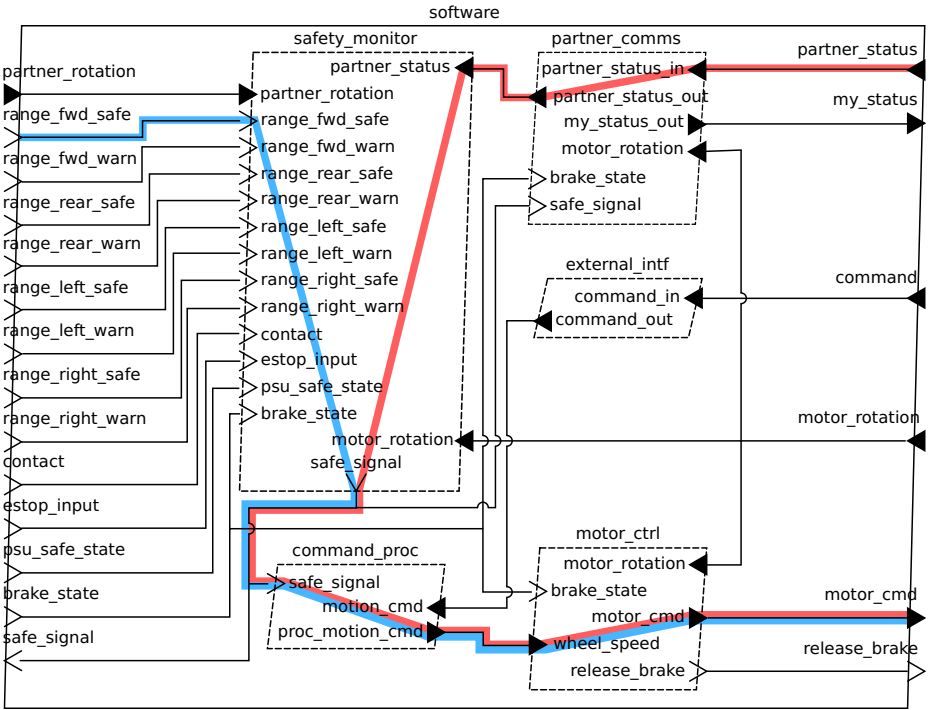 software
partner_rotation
range_fwd_safe
range_fwd_warn
range_rear_safe
range_rear_warn
range_left_safe
range_left_warn
range_right_safe
range_right_warn
contact
estop_input
psu_safe_state
brake_state
safe_signal
safety_monitor
partner_status
partner_rotation
range_fwd_safe
range_fwd_warn
range_rear_safe
range_rear_warn
range_left_safe
range_left_warn
range_right_safe
range_right_warn
contact
estop_input
psu_safe_state
brake_state
motor_rotation
safe_signal
command_proc
safe_signal
motion_cmd
proc_motion_cmd
partner_comms
partner_status_in
partner_status_out
my_status_out
motor_rotation
brake_state
safe_signal
external_intf
command_in
command_out
motor_ctrl
motor_rotation
brake_state
motor_cmd
wheel_speed
release_brake
partner_status
my_status
command
motor_rotation
motor_cmd
release_brake